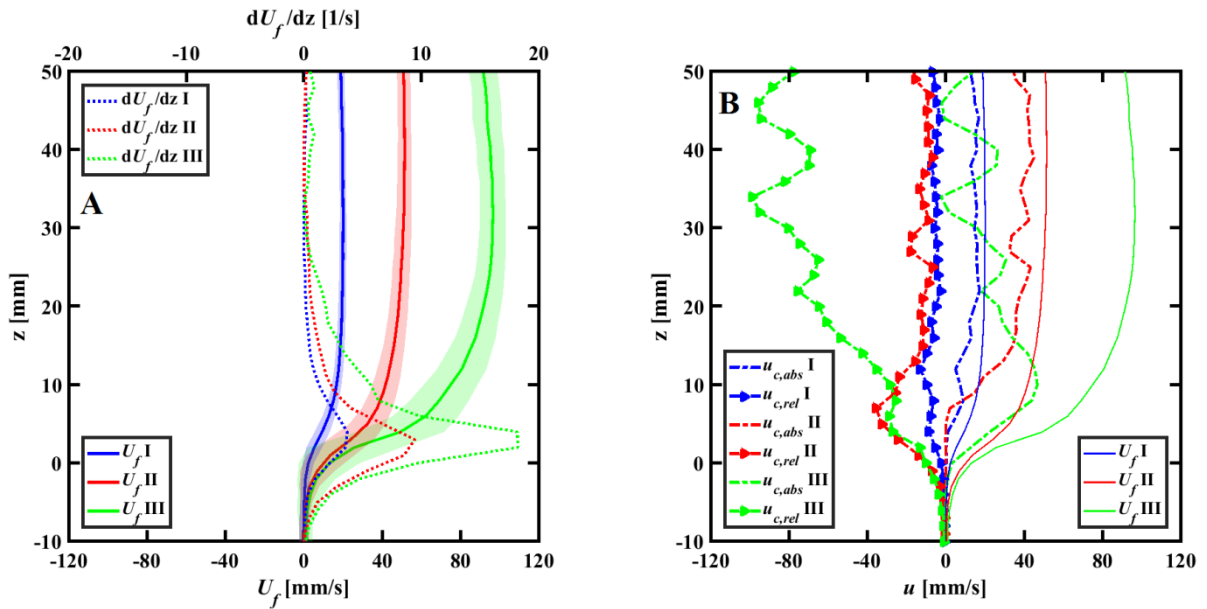 dU_f/dz [1/s]
-20 -10 0 10 20
50
40
30
20
10
0
-10
z [mm]
A
dU_f/dz I
dU_f/dz II
dU_f/dz III
U_f I
U_f II
U_f III
-120 -80 -40 0 40 80 120
U_f [mm/s]
50
40
30
20
10
0
-10
z [mm]
B
u_c,abs I
u_c,rel I
u_c,abs II
u_c,rel II
u_c,abs III
u_c,rel III
U_f I
U_f II
U_f III
-120 -80 -40 0 40 80 120
u [mm/s]